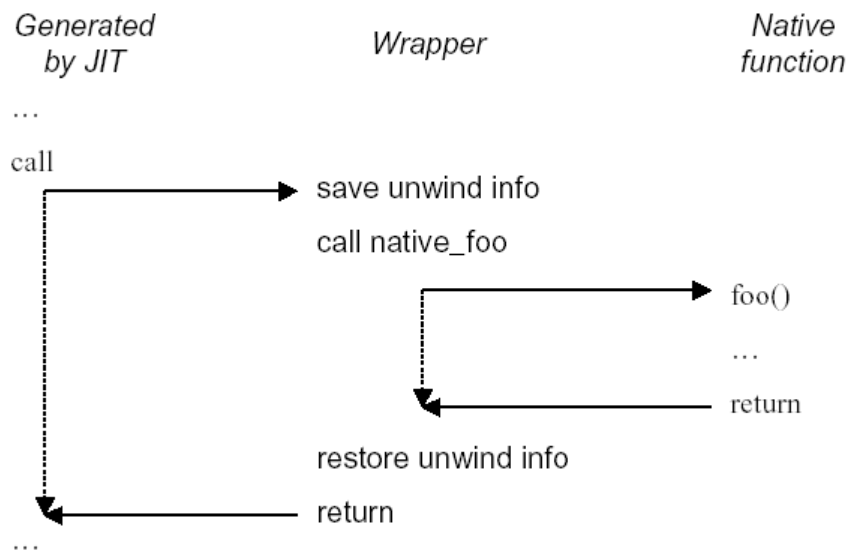 Generated
by JIT
Wrapper
Native
function
...
call
save unwind info
call native_foo
foo()
...
return
restore unwind info
return
...